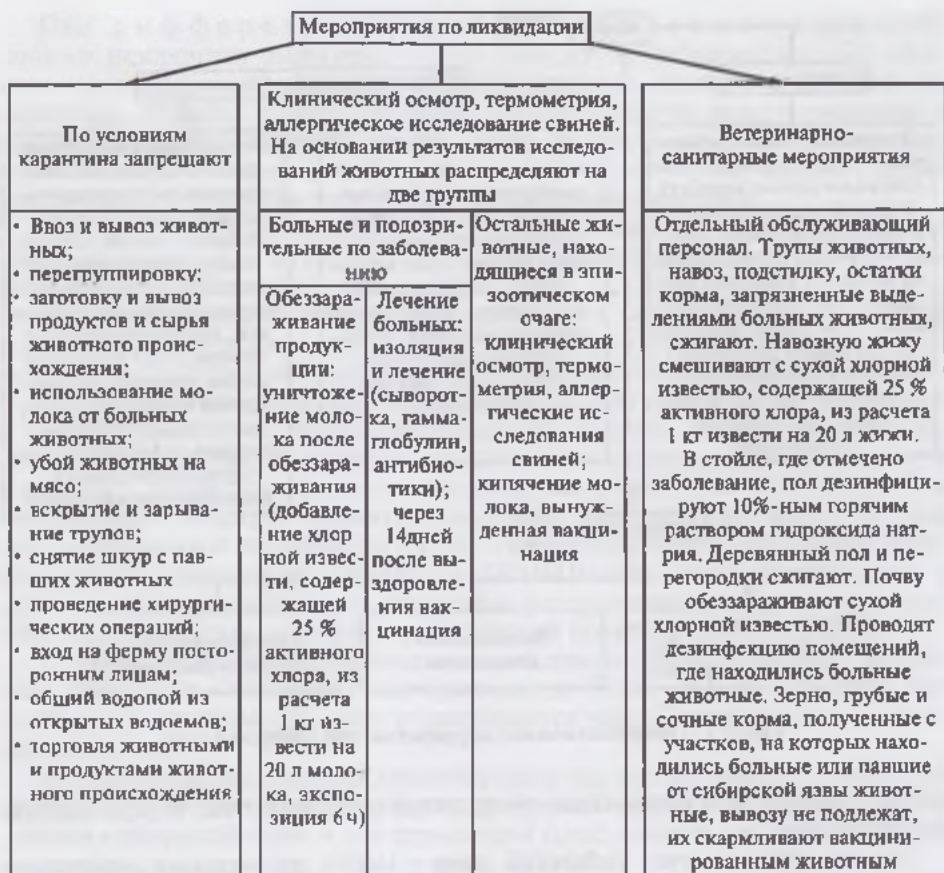 Мероприятия по ликвидации
По условиям
карантина запрещают
• Ввоз и вывоз живот-
ных;
• перегруппировку;
• заготовку и вывоз
продуктов и сырья
животного проис-
хождения;
• использование мо-
лока от больных
животных;
• убой животных на
мясо;
• вскрытие и зарыва-
ние трупов;
• снятие шкур с пав-
ших животных
• проведение хирурги-
ческих операций;
• вход на ферму посто-
ронним лицам;
• общий водопой из
открытых водоемов;
• торговля животными
и продуктами живот-
ного происхождения
Клинический осмотр, термометрия,
аллергическое исследование свиней.
На основании результатов исследо-
ваний животных распределяют на
две группы
Больные и подозри-
тельные по заболева-
нию
Обеззара-
живание
продук-
ции:
уничтоже-
ние моло-
ка после
обеззара-
живания
(добавле-
ние хлор
ной извес-
ти, содер-
жащей
25 %
активного
хлора, из
расчета
1 кг из-
вести на
20 л моло-
ка, экспо-
зиция 6 ч)
Лечение
больных:
изоляция
и лечение
(сыворот-
ка, гамма-
глобулин,
антибио-
тики);
через
14дней
после вы-
здоровле-
ния вак-
цинация
Остальные жи-
вотные, нахо-
дящиеся в эпи-
зоотическом
очаге:
клинический
осмотр, термо-
метрия, аллер-
гические ис-
следования
свиней;
кипячение мо-
лока, вынуж-
денная вакци-
нация
Ветеринарно-
санитарные мероприятия
Отдельный обслуживающий
персонал. Трупы животных,
навоз, подстилку, остатки
корма, загрязненные выде-
лениями больных животных,
сжигают. Навозную жижу
смешивают с сухой хлорной
известью, содержащей 25 %
активного хлора, из расчета
1 кг извести на 20 л жижи.
В стойле, где отмечено
заболевание, пол дезинфици-
руют 10%-ным горячим
раствором гидроксида нат-
рия. Деревянный пол и пе-
регородки сжигают. Почву
обеззараживают сухой
хлорной известью. Проводят
дезинфекцию помещений,
где находились больные
животные. Зерно, грубые и
сочные корма, полученные с
участков, на которых нахо-
дились больные или павшие
от сибирской язвы живот-
ные, вывозу не подлежат,
их скармливают вакцини-
рованным животным